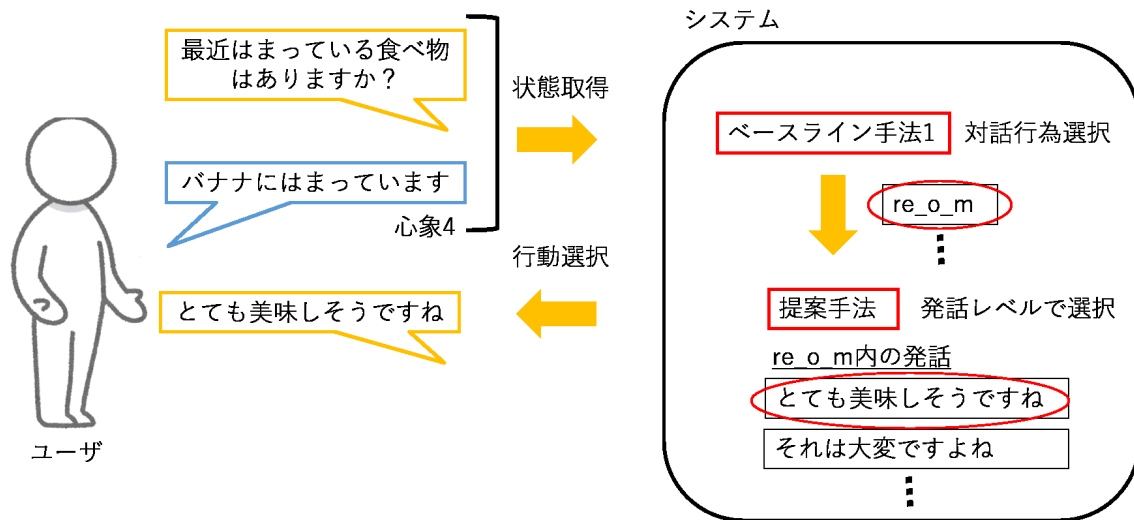 システム
最近はまっている食べ物
はありますか？
状態取得
ベースライン手法1 対話行為選択
バナナにはまっています
re_o_m
心象4
行動選択
とても美味しそうですね
提案手法 発話レベルで選択
re_o_m内の発話
とても美味しそうですね
それは大変ですよね
ユーザ